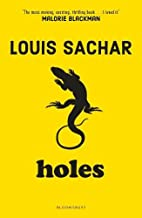 "The most moving, exciting, thrilling book ... I loved it"
MALORIE BLACKMAN
LOUIS SACHAR
holes
BLOOMSBURY